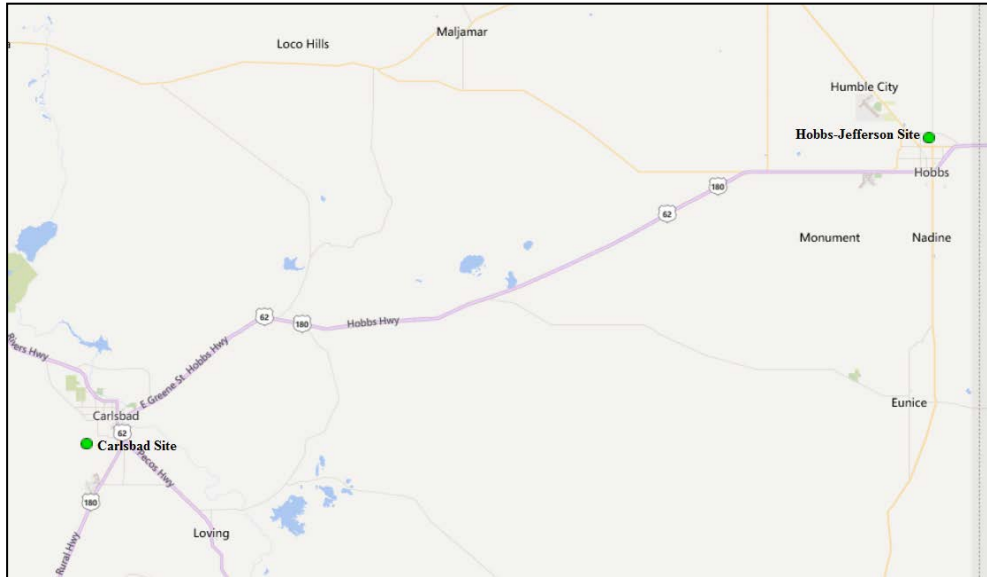 Maljamar
Loco Hills
a
Humble City
Hobbs-Jefferson Site
Hobbs
180
62
Monument
Nadine
62
180
Hobbs Hwy
Rivers Hwy
E Greene St Hobbs Hwy
Eunice
Carlsbad
62
Carlsbad Site
Pecos Hwy
180
Loving
Rural Hwy